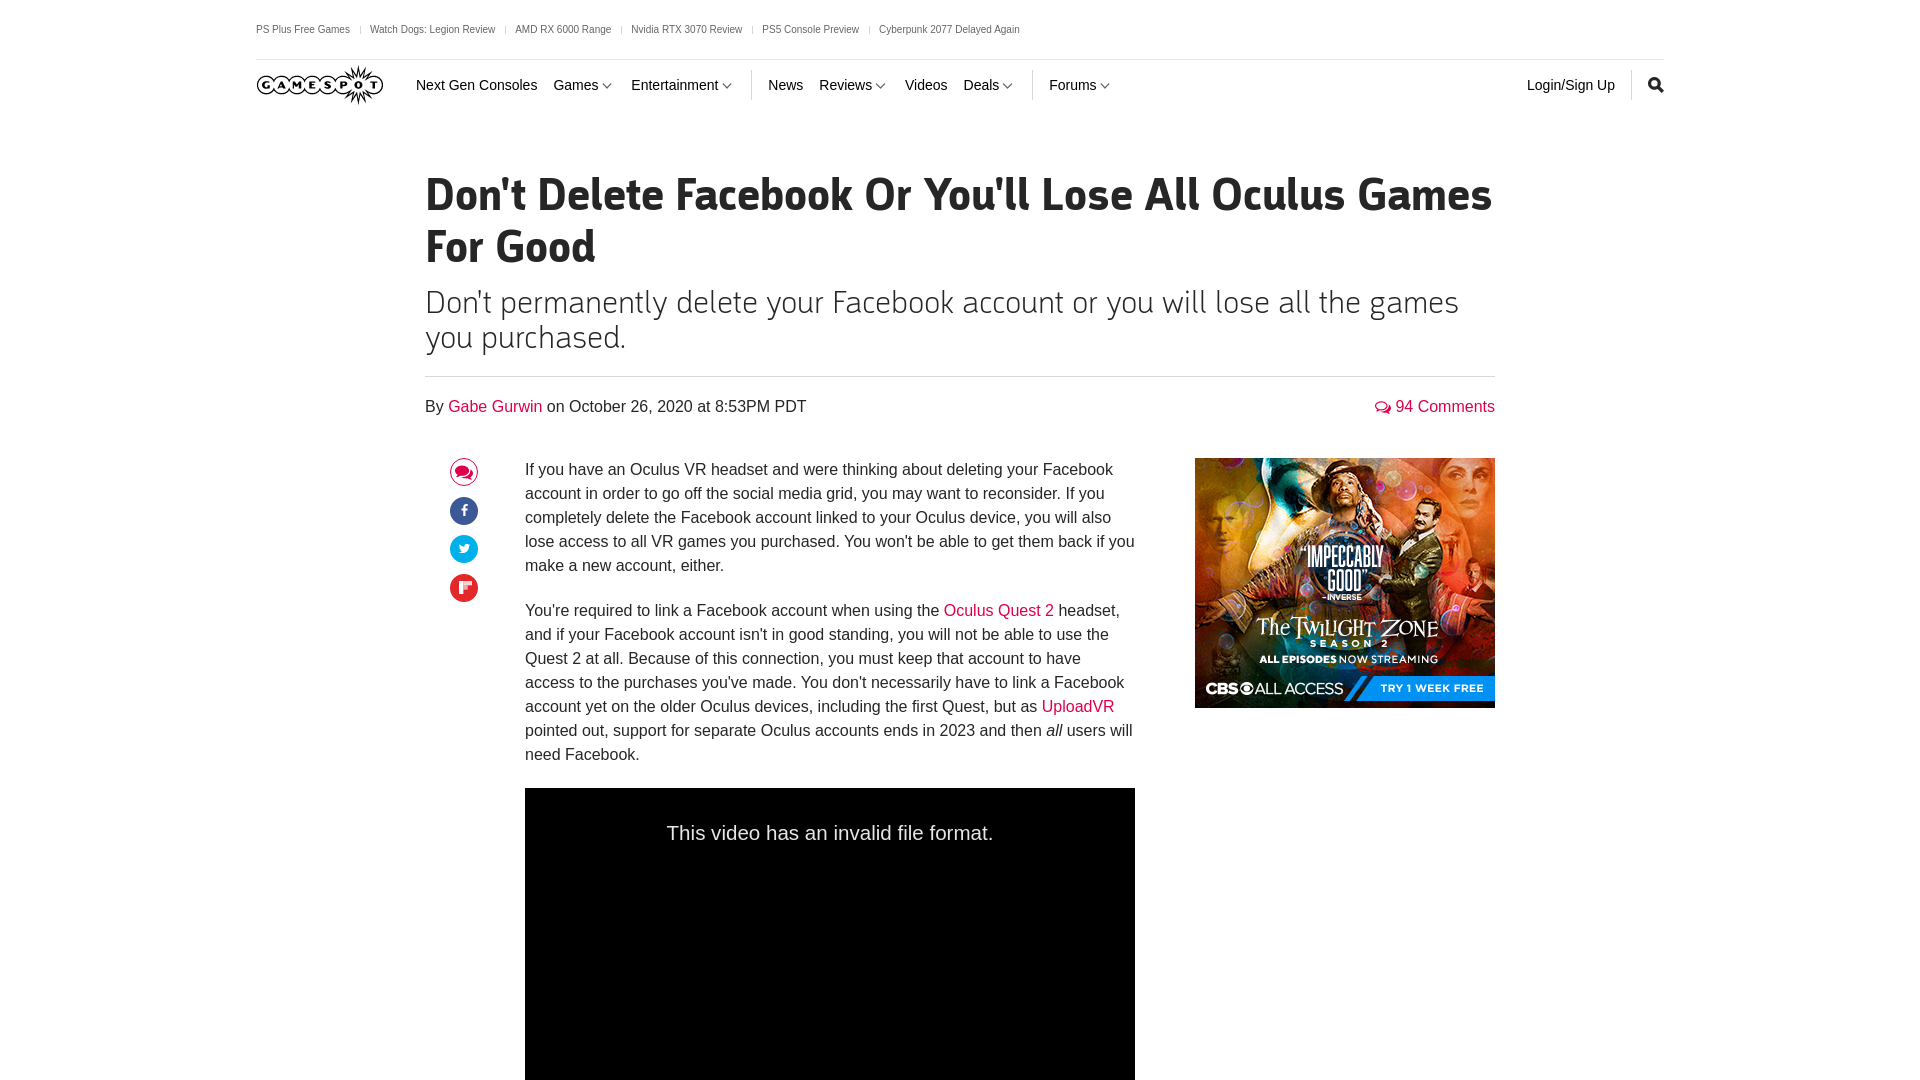 PS Plus Free Games
Watch Dogs: Legion Review
AMD RX 6000 Range
Nvidia RTX 3070 Review
PS5 Console Preview
Cyberpunk 2077 Delayed Again
GAMESPOT
Next Gen Consoles
Games
Entertainment
News
Reviews
Videos
Deals
Forums
Login/Sign Up
Don't Delete Facebook Or You'll Lose All Oculus Games
For Good
Don't permanently delete your Facebook account or you will lose all the games
you purchased.
By Gabe Gurwin on October 26, 2020 at 8:53PM PDT
94 Comments
If you have an Oculus VR headset and were thinking about deleting your Facebook
account in order to go off the social media grid, you may want to reconsider. If you
completely delete the Facebook account linked to your Oculus device, you will also
lose access to all VR games you purchased. You won't be able to get them back if you
make a new account, either.
You're required to link a Facebook account when using the Oculus Quest 2 headset,
and if your Facebook account isn't in good standing, you will not be able to use the
Quest 2 at all. Because of this connection, you must keep that account to have
access to the purchases you've made. You don't necessarily have to link a Facebook
account yet on the older Oculus devices, including the first Quest, but as UploadVR
pointed out, support for separate Oculus accounts ends in 2023 and then all users will
need Facebook.
This video has an invalid file format.
"IMPECCABLY
GOOD"
-INVERSE
The TWILIGHT ZONE
SEASON 2
ALL EPISODES NOW STREAMING
CBS ALL ACCESS
TRY 1 WEEK FREE